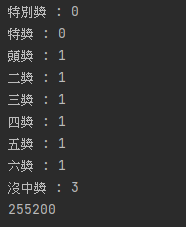 特別獎 : 0
特獎 : 0
頭獎 : 1
二獎 : 1
三獎 : 1
四獎 : 1
五獎 : 1
六獎 : 1
沒中獎 : 3
255200